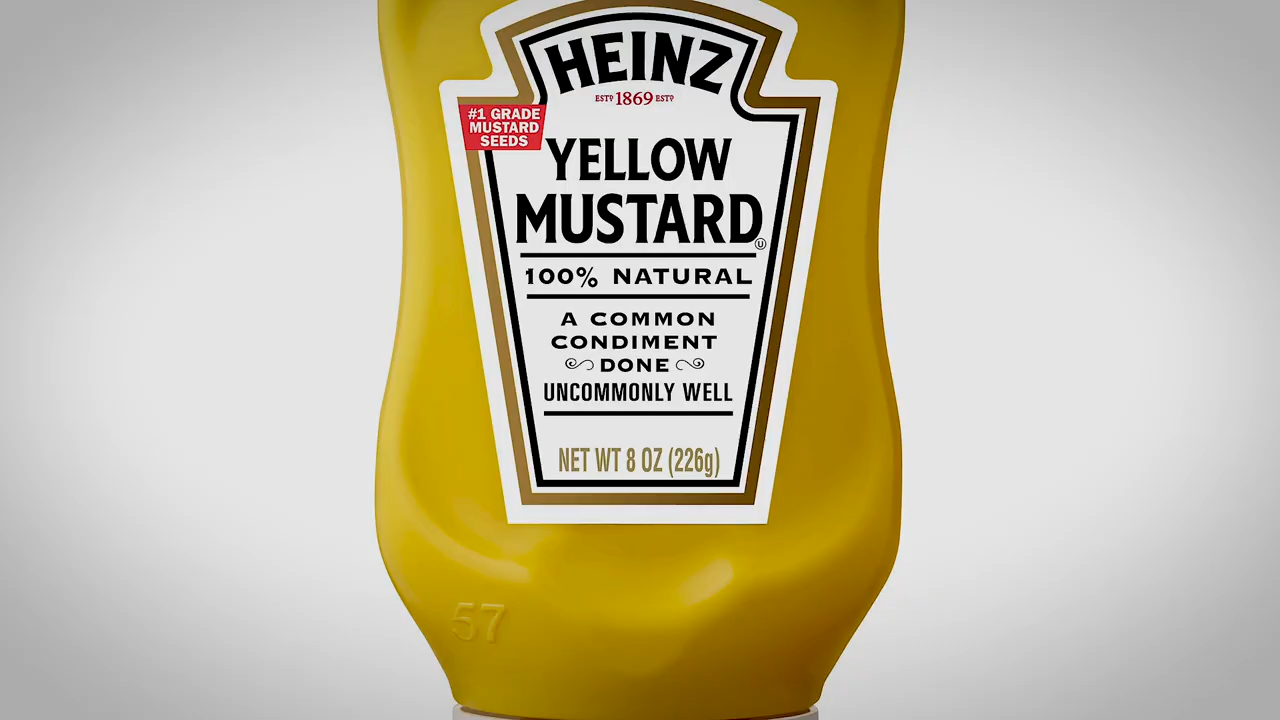 HEINZ
ESTD 1869 ESTD
#1 GRADE
MUSTARD
SEEDS
YELLOW
MUSTARD
U
100% NATURAL
A COMMON
CONDIMENT
DONE
UNCOMMONLY WELL
NET WT 8 OZ (226g)
57